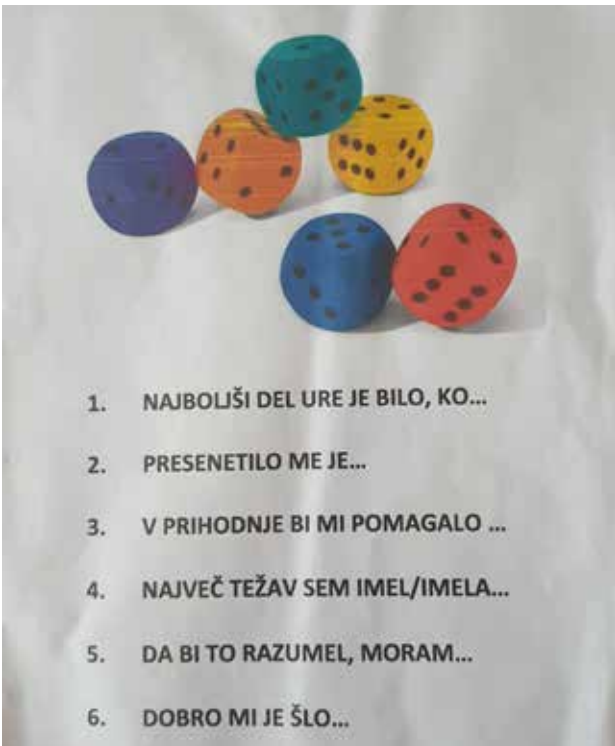 1. NAJBOLJŠI DEL URE JE BILO, KO...
2. PRESENETILO ME JE...
3. V PRIHODNJE BI MI POMAGALO ...
4. NAJVEČ TEŽAV SEM IMEL/IMELA...
5. DA BI TO RAZUMEL, MORAM...
6. DOBRO MI JE ŠLO...